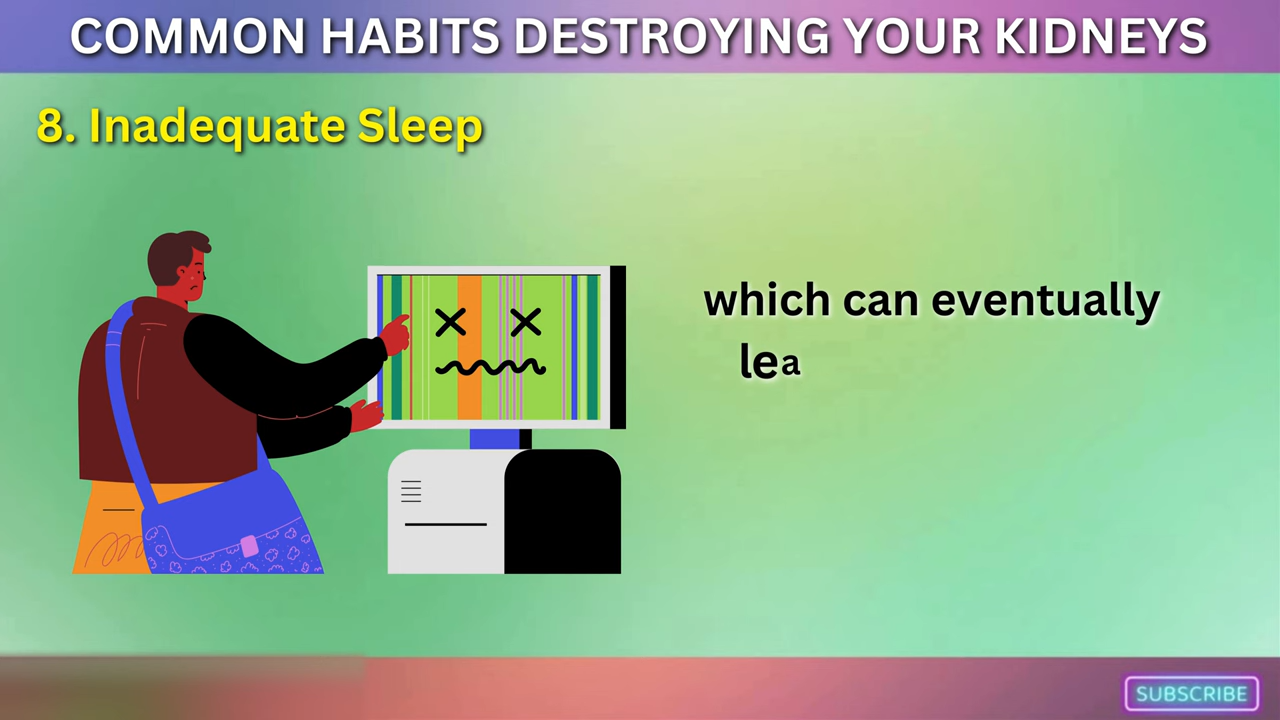 COMMON HABITS DESTROYING YOUR KIDNEYS
8. Inadequate Sleep
which can eventually
lea
SUBSCRIBE